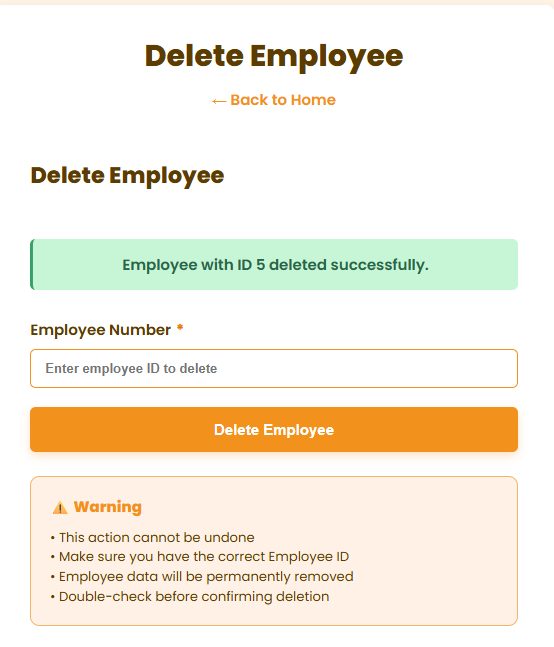 Delete Employee
← Back to Home
Delete Employee
Employee with ID 5 deleted successfully.
Employee Number *
Enter employee ID to delete
Delete Employee
⚠️ Warning
• This action cannot be undone
• Make sure you have the correct Employee ID
• Employee data will be permanently removed
• Double-check before confirming deletion